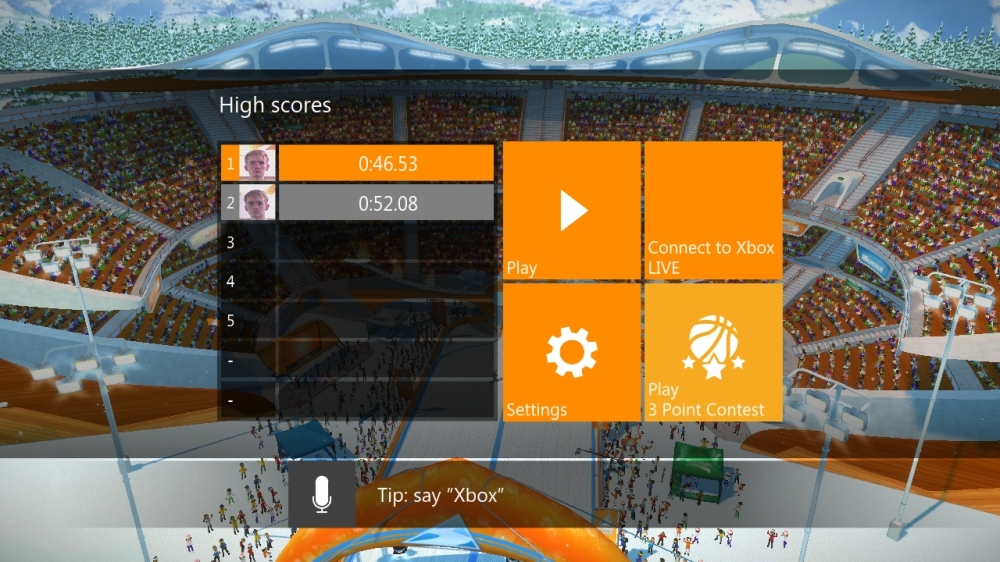 High scores
1 0:46.53
2 0:52.08
3
4
5
-
-
Play
Connect to Xbox
LIVE
Settings
Play
3 Point Contest
Tip: say "Xbox"